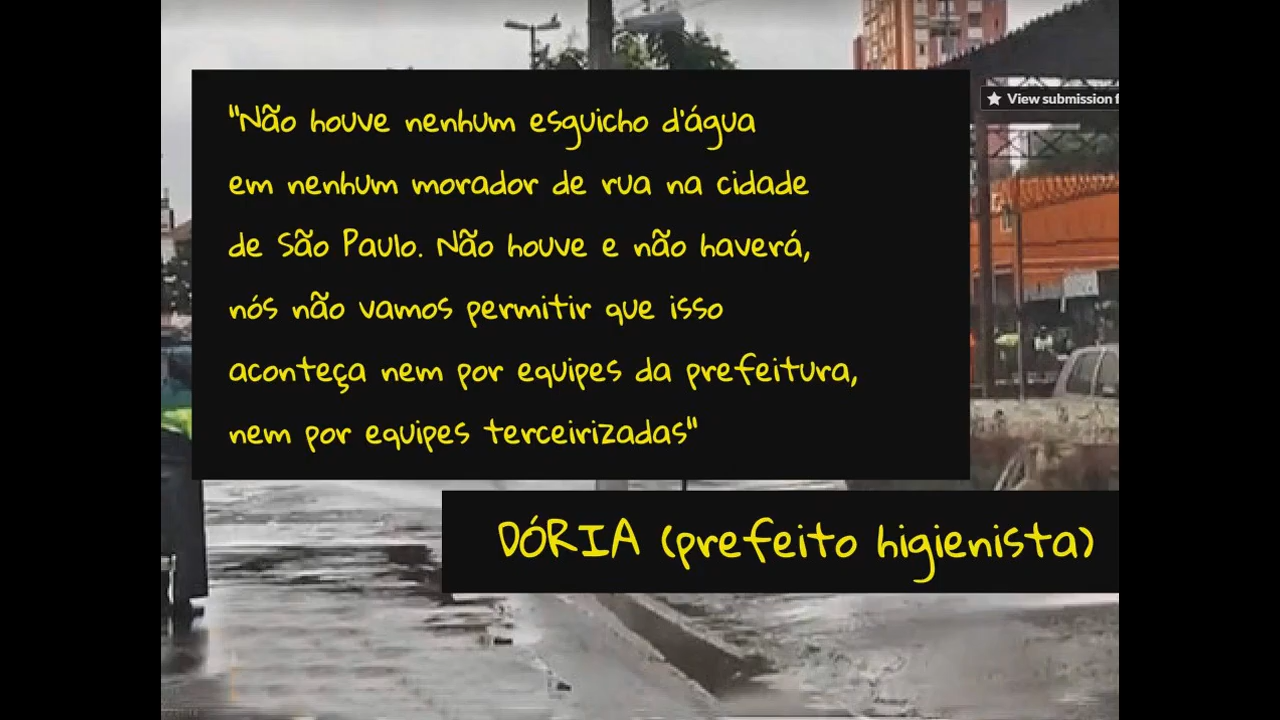 "Não houve nenhum esguicho d'água
em nenhum morador de rua na cidade
de São Paulo. Não houve e não haverá,
nós não vamos permitir que isso
aconteça nem por equipes da prefeitura,
nem por equipes terceirizadas"
View submission
DÓRIA (prefeito higienista)